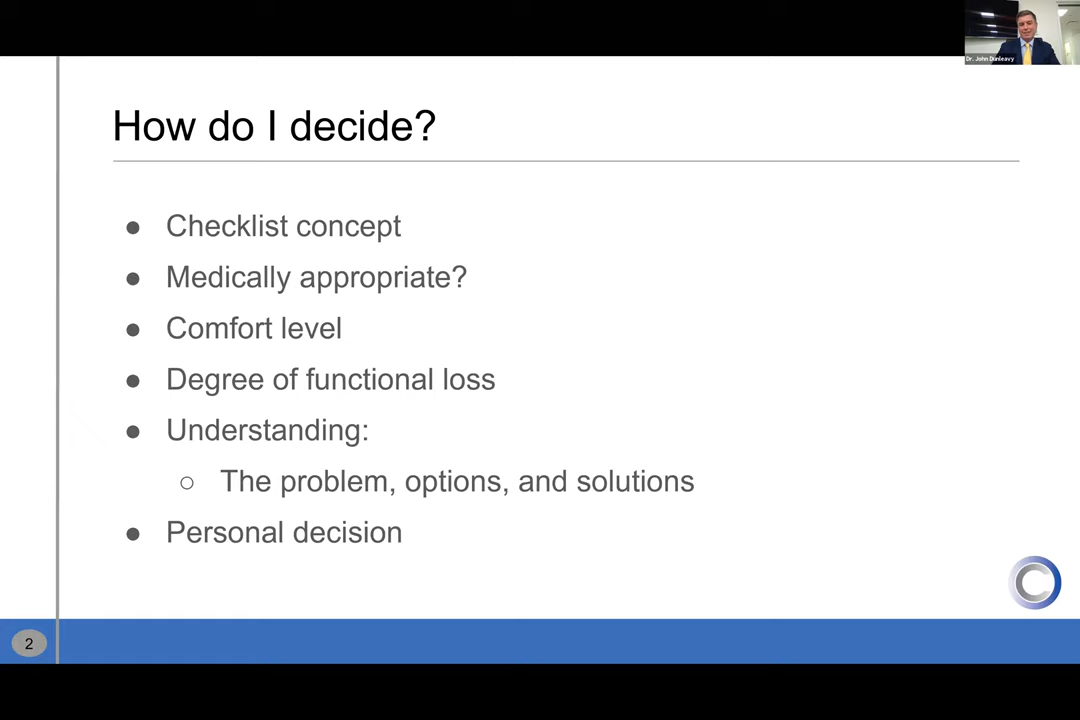 Dr. John Dunleavy
How do I decide?
● Checklist concept
● Medically appropriate?
● Comfort level
● Degree of functional loss
● Understanding:
○ The problem, options, and solutions
● Personal decision
2